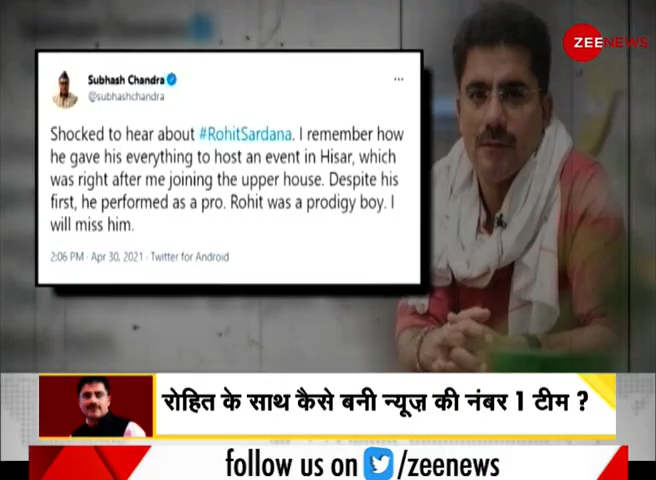 ZEE NEWS
Subhash Chandra
@subhashchandra
Shocked to hear about #RohitSardana. I remember how
he gave his everything to host an event in Hisar, which
was right after me joining the upper house. Despite his
first, he performed as a pro. Rohit was a prodigy boy. I
will miss him.
2:06 PM · Apr 30, 2021 · Twitter for Android
रोहित के साथ कैसे बनी न्यूज़ की नंबर 1 टीम ?
follow us on /zeenews